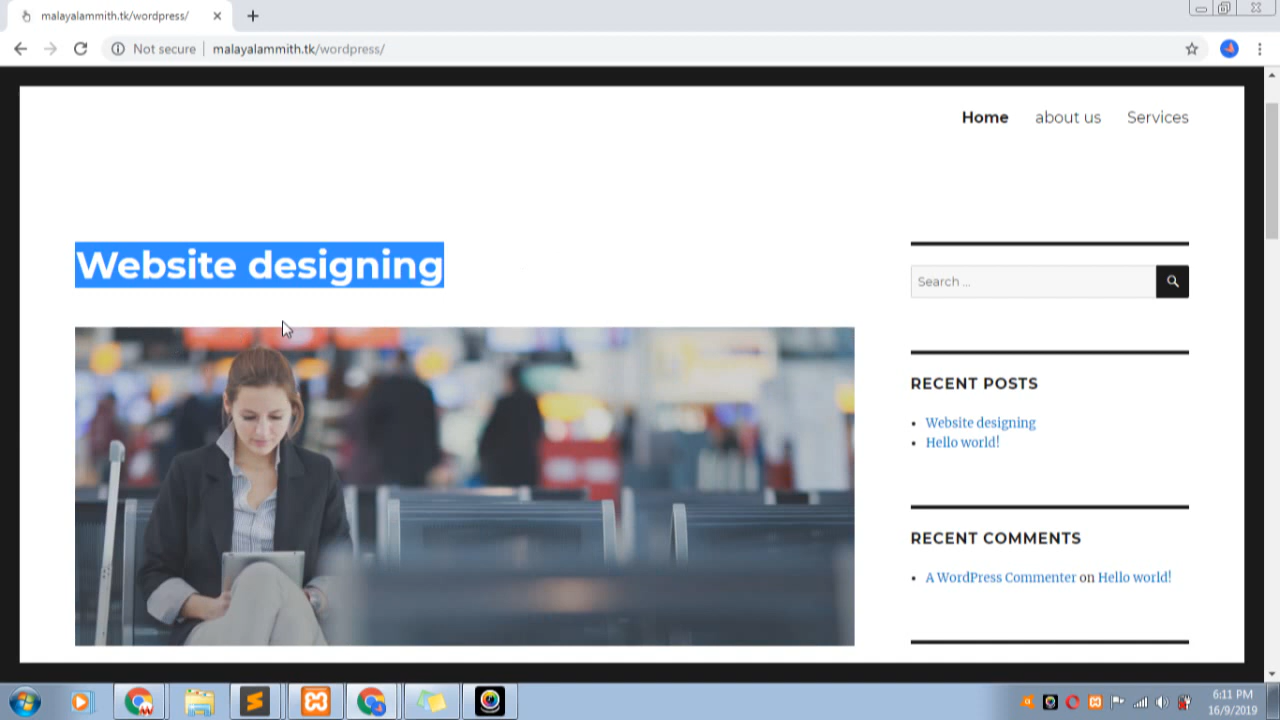 malayalammith.tk/wordpress/
Not secure
malayalammith.tk/wordpress/
Home
about us
Services
Website designing
Search ...
RECENT POSTS
Website designing
Hello world!
RECENT COMMENTS
A WordPress Commenter on Hello world!
6:11 PM
16/9/2019